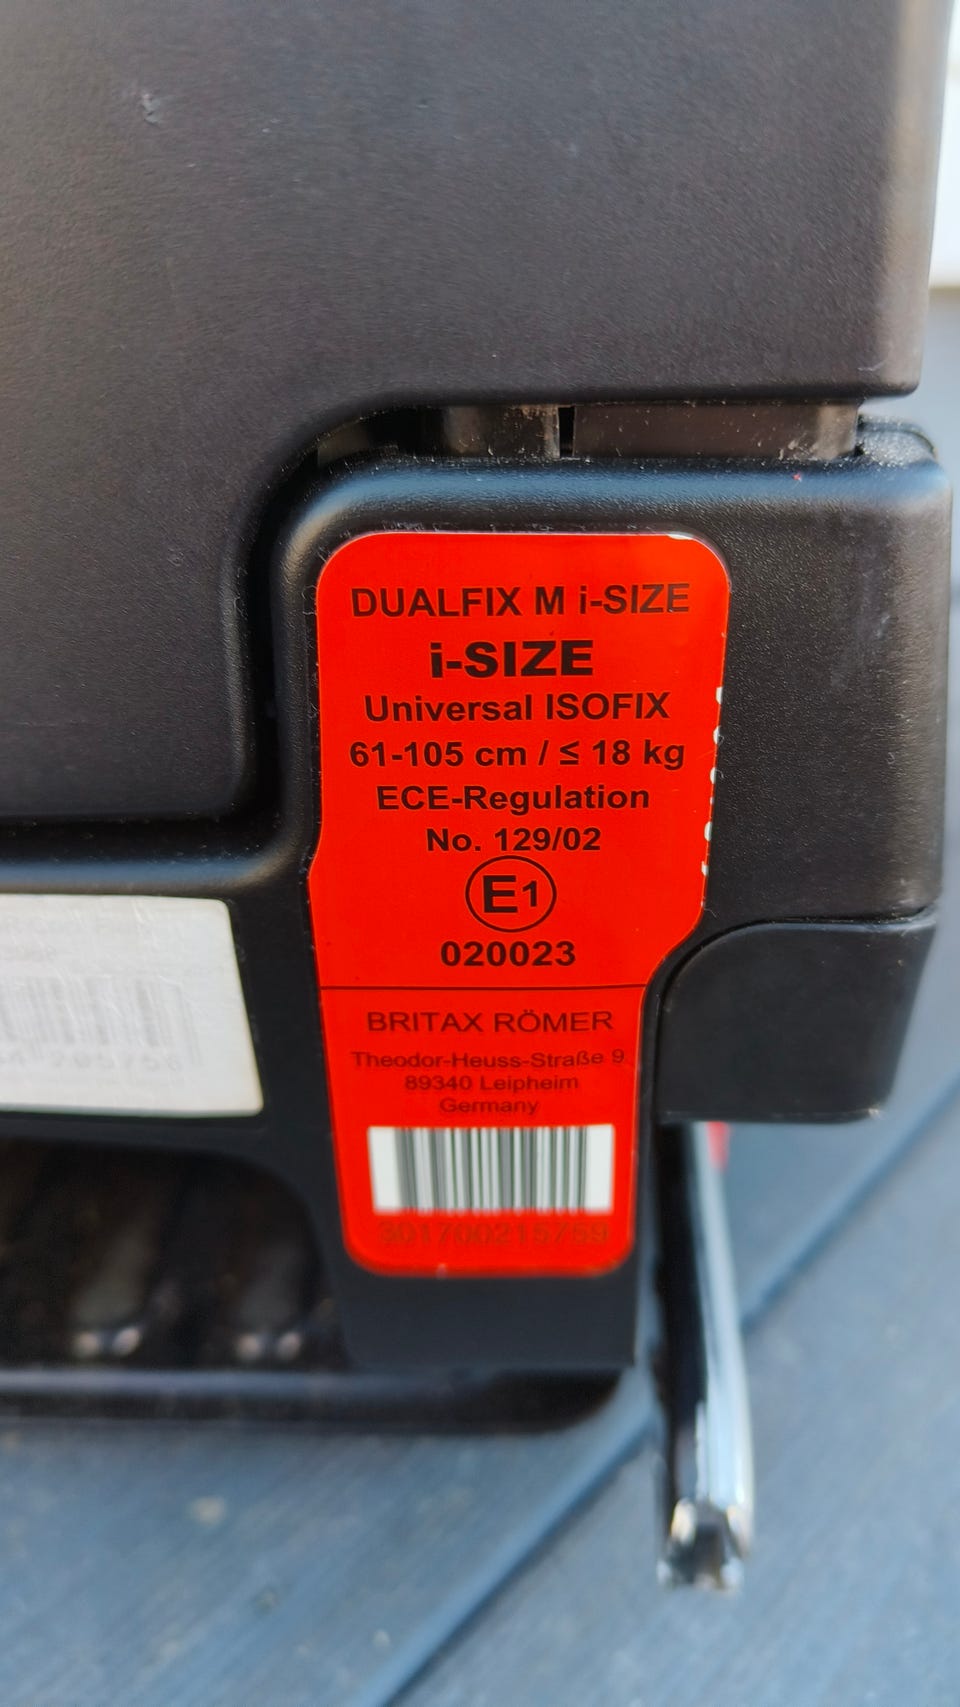 DUALFIX M i-SIZE
i-SIZE
Universal ISOFIX
61-105 cm / ≤ 18 kg
ECE-Regulation
No. 129/02
E1
020023
BRITAX RÖMER
Theodor-Heuss-Straße 9
89340 Leipheim
Germany
301700215759